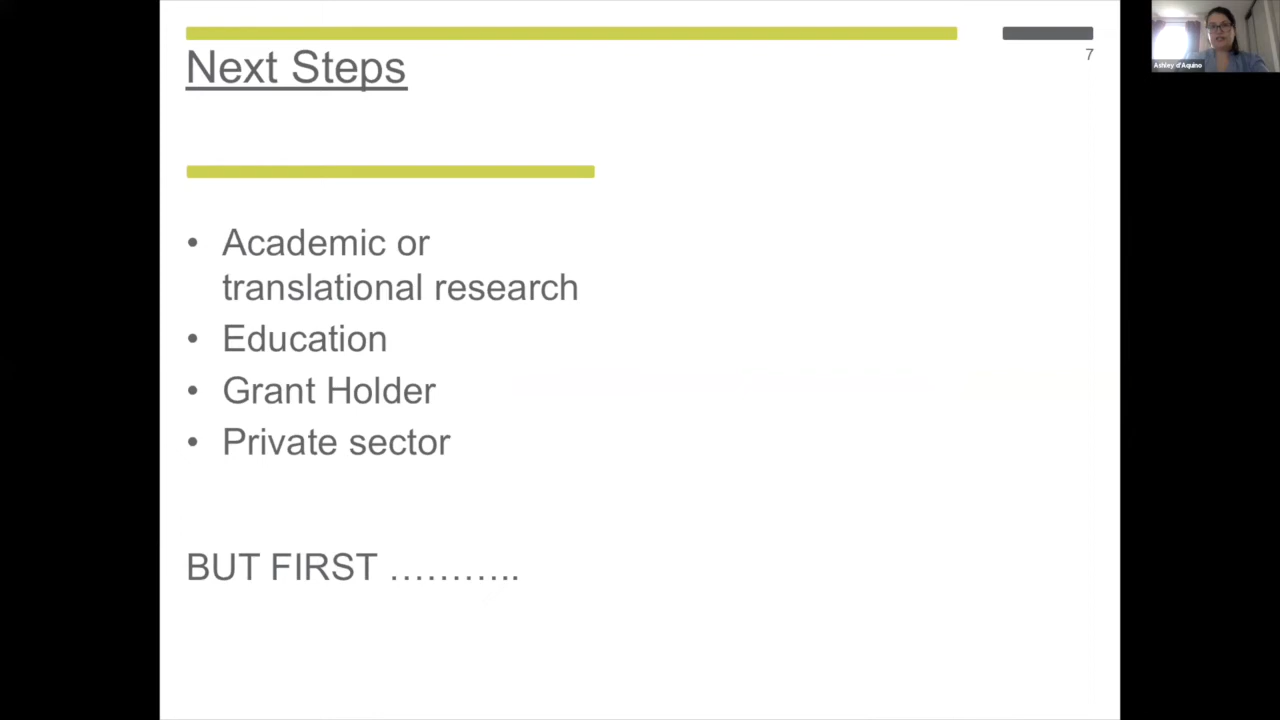 Next Steps
7
Ashley d'Aquino
• Academic or
translational research
• Education
• Grant Holder
• Private sector
BUT FIRST ………..